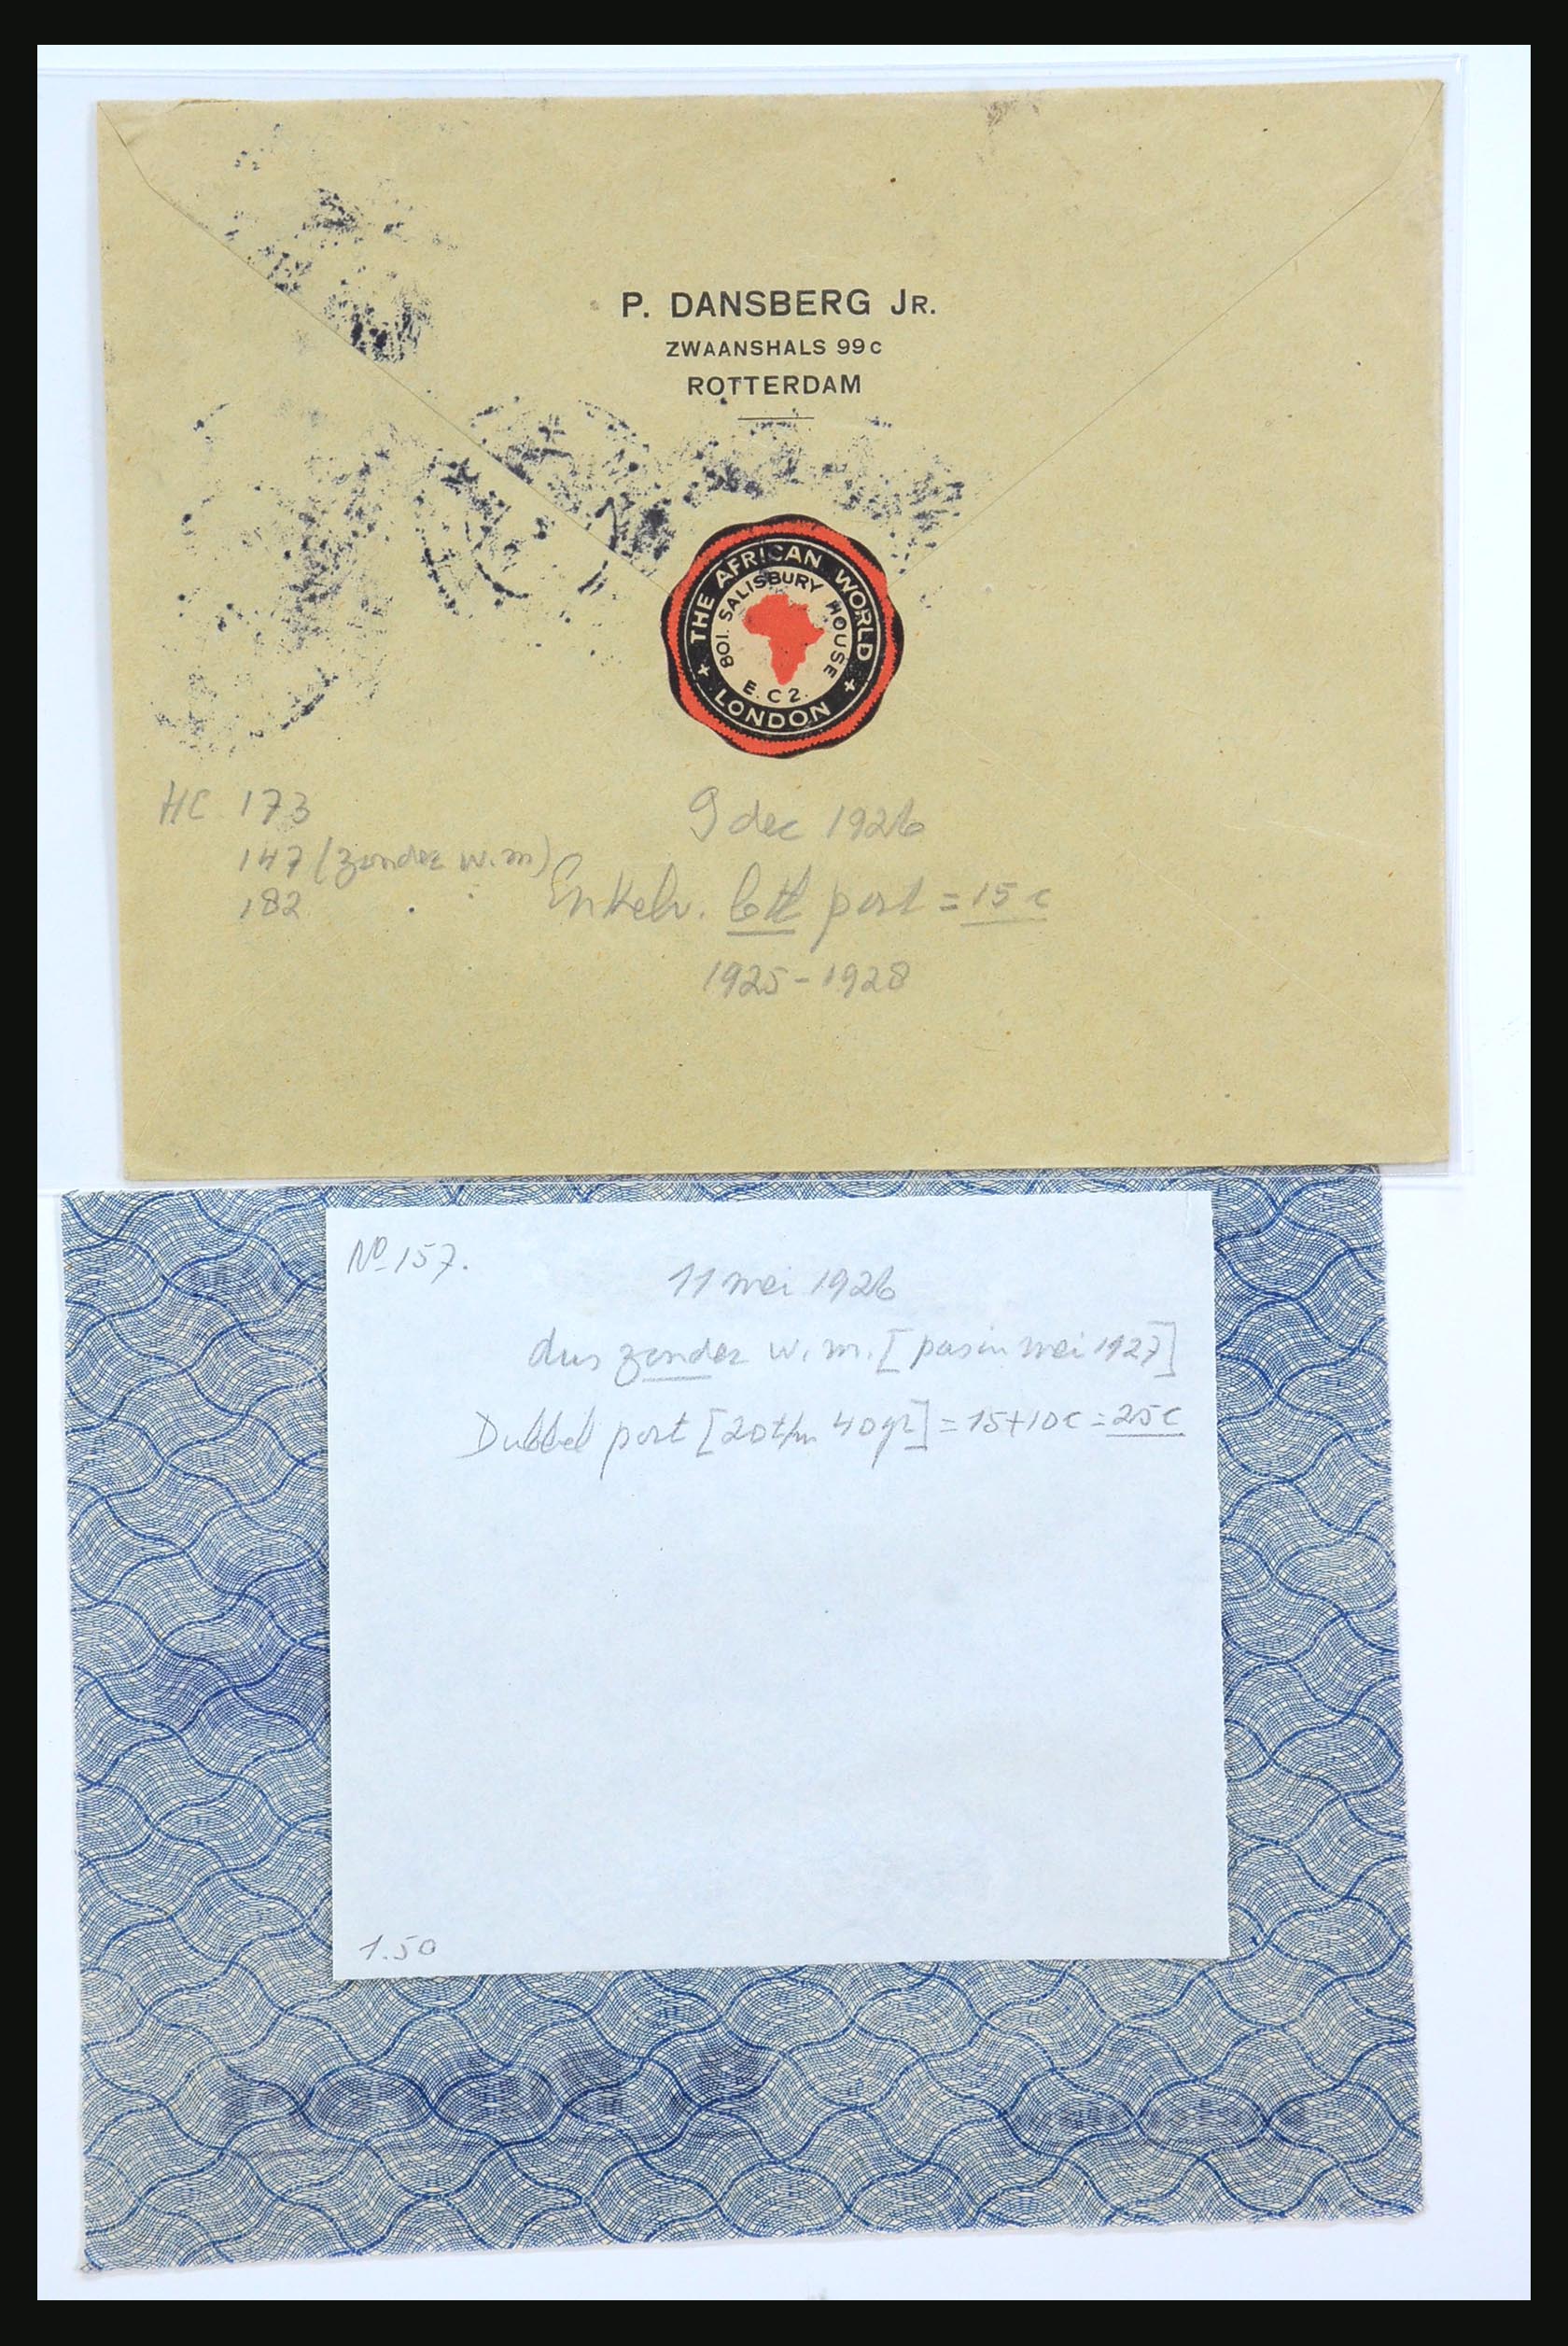 P. DANSBERG JR.
ZWAANSHALS 99c
ROTTERDAM
THE AFRICAN WORLD
801. SALISBURY HOUSE
E.C2.
+ LONDON +
HC 173
147 (zonder w.m)
182
9 dec 1926
Enkelv. port = 15 c
1925-1928
No 157.
11 mei 1926
dus zonder w.m. [pas in mei 1927]
Dubbel port [20 t/m 40 gr] = 15+10c = 25c
1.50